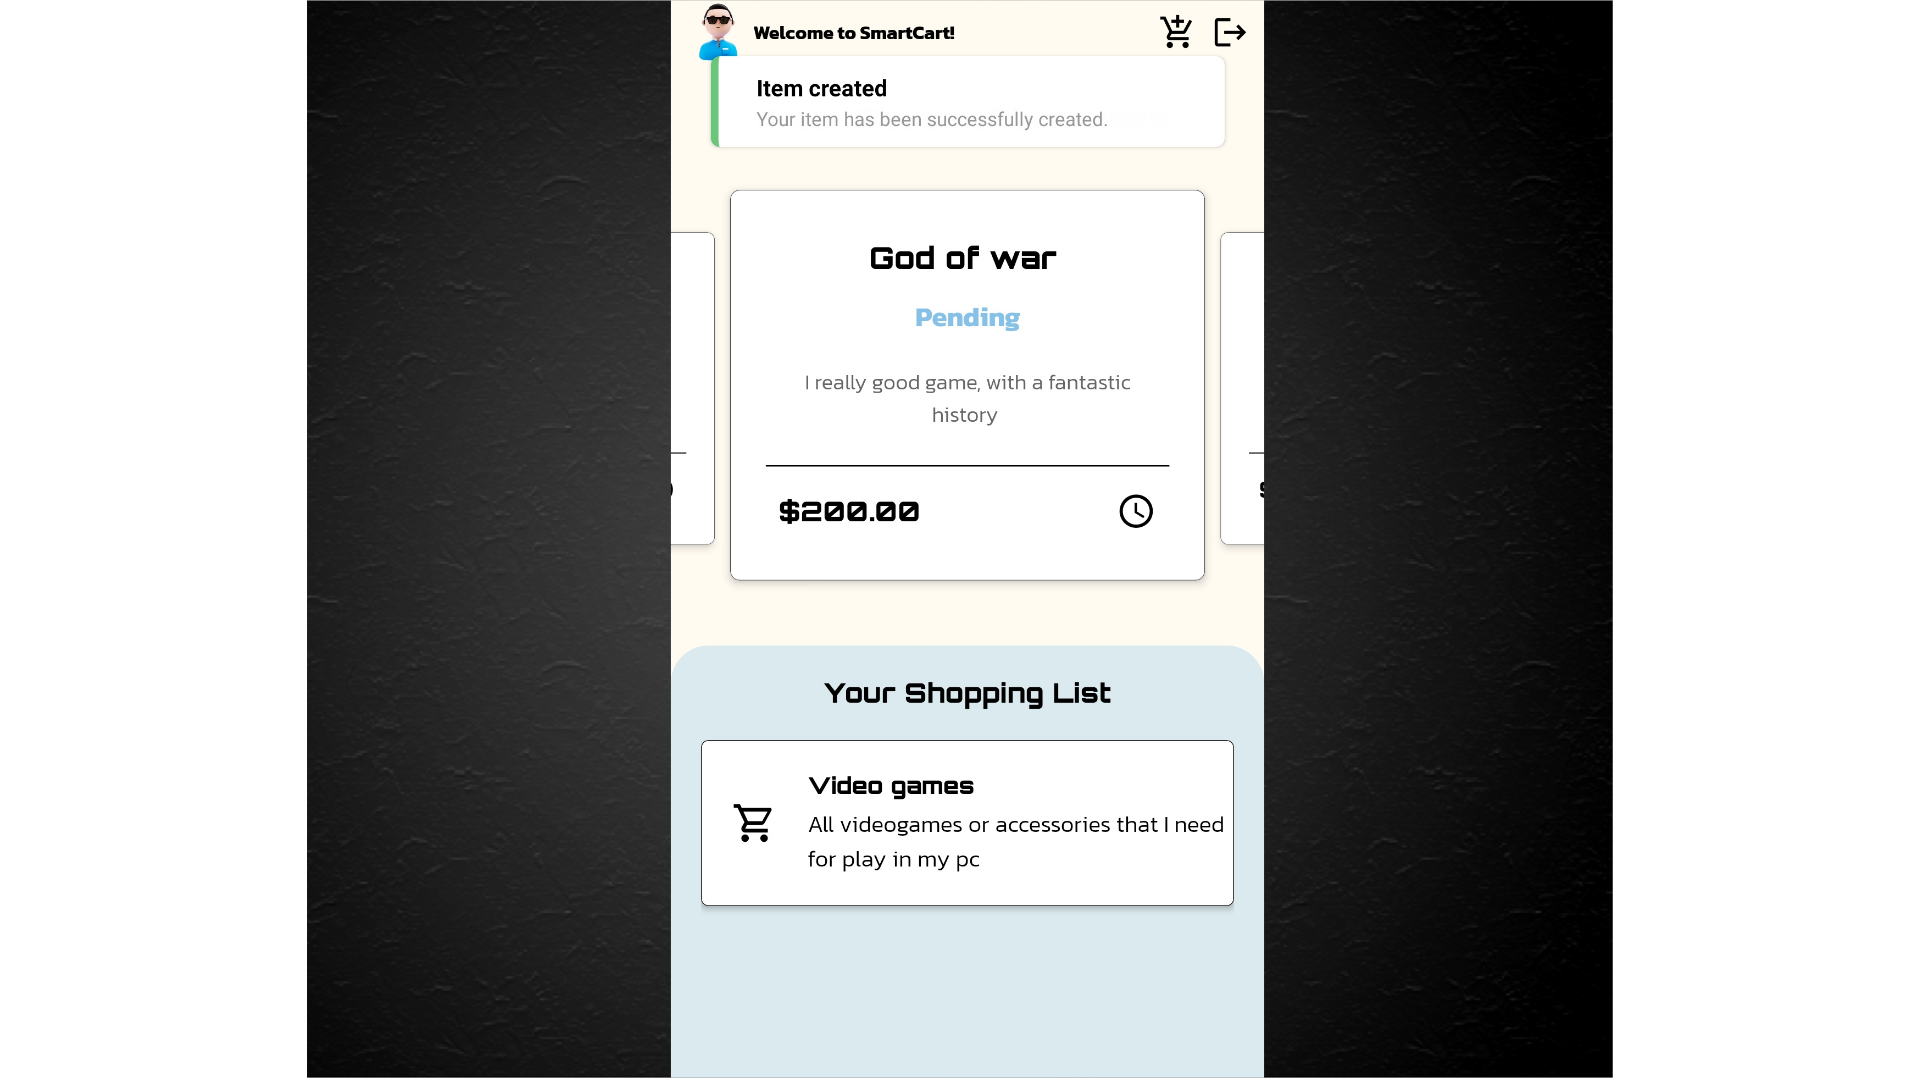 Welcome to SmartCart!
Item created
Your item has been successfully created.
God of war
Pending
I really good game, with a fantastic
history
$200.00
Your Shopping List
Video games
All videogames or accessories that I need
for play in my pc